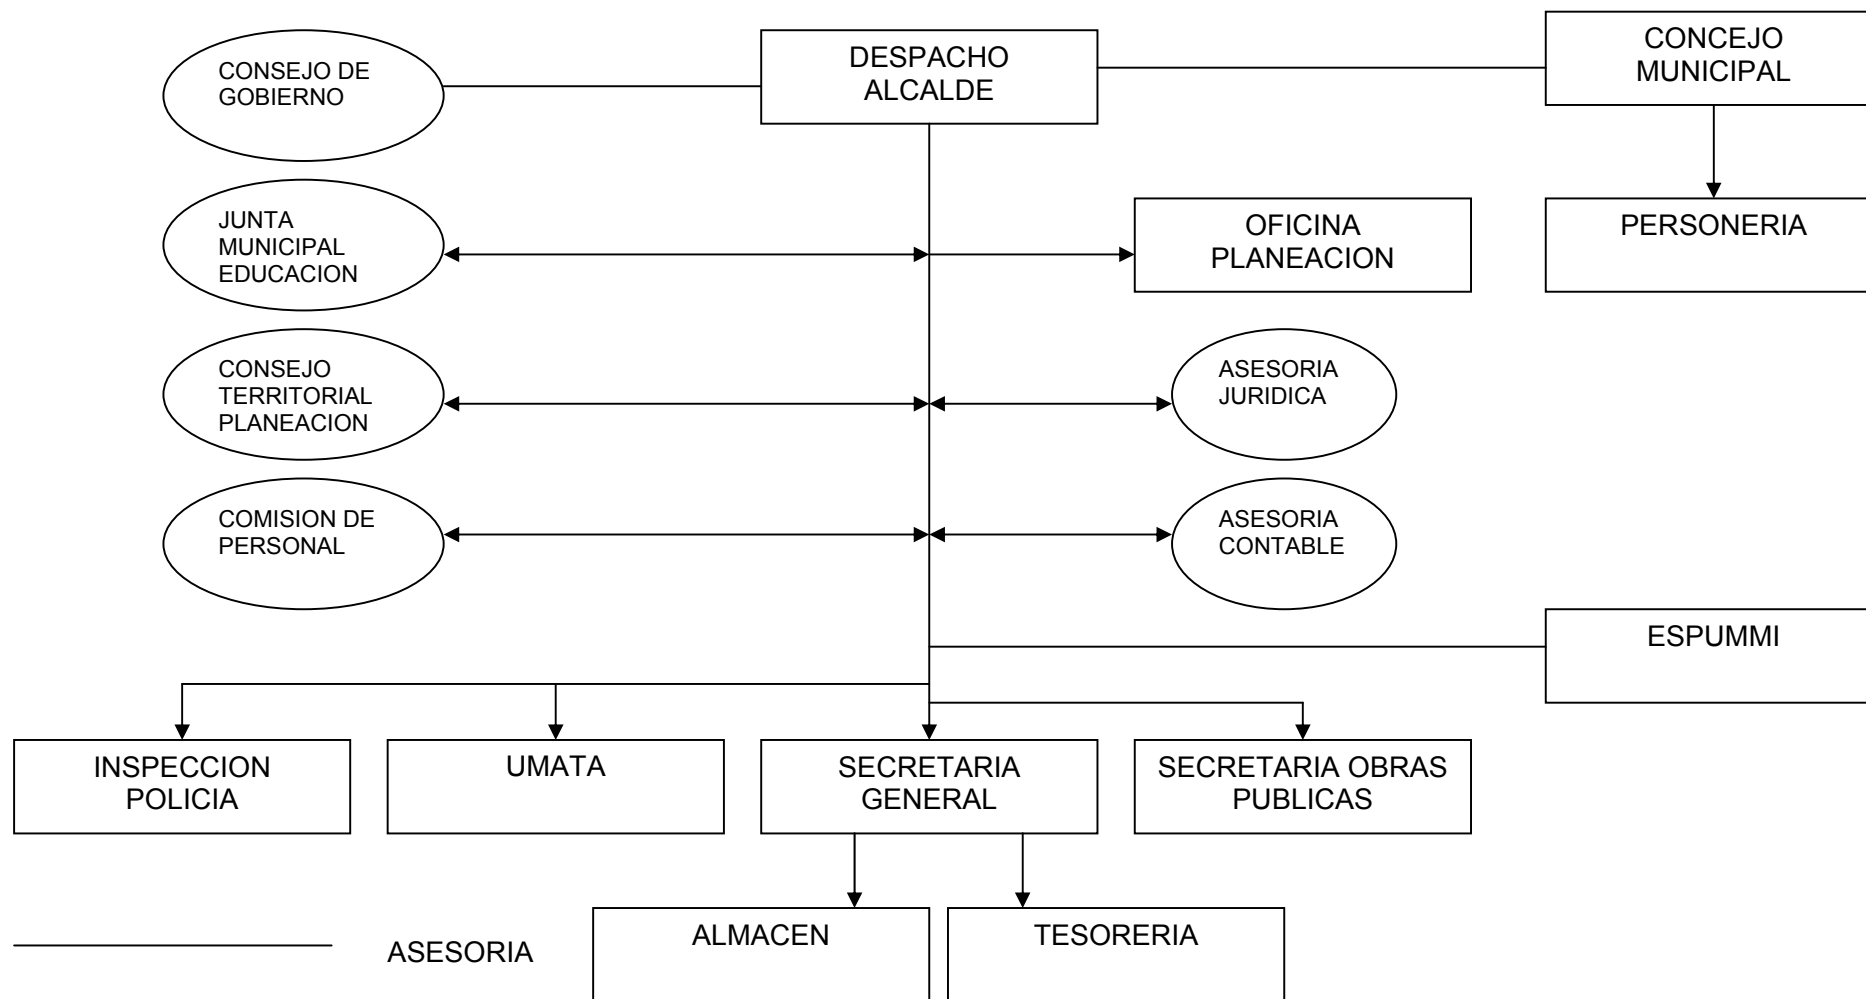 CONSEJO DE
GOBIERNO
DESPACHO
ALCALDE
CONCEJO
MUNICIPAL
JUNTA
MUNICIPAL
EDUCACION
OFICINA
PLANEACION
PERSONERIA
CONSEJO
TERRITORIAL
PLANEACION
ASESORIA
JURIDICA
COMISION DE
PERSONAL
ASESORIA
CONTABLE
ESPUMMI
INSPECCION
POLICIA
UMATA
SECRETARIA
GENERAL
SECRETARIA OBRAS
PUBLICAS
ASESORIA
ALMACEN
TESORERIA